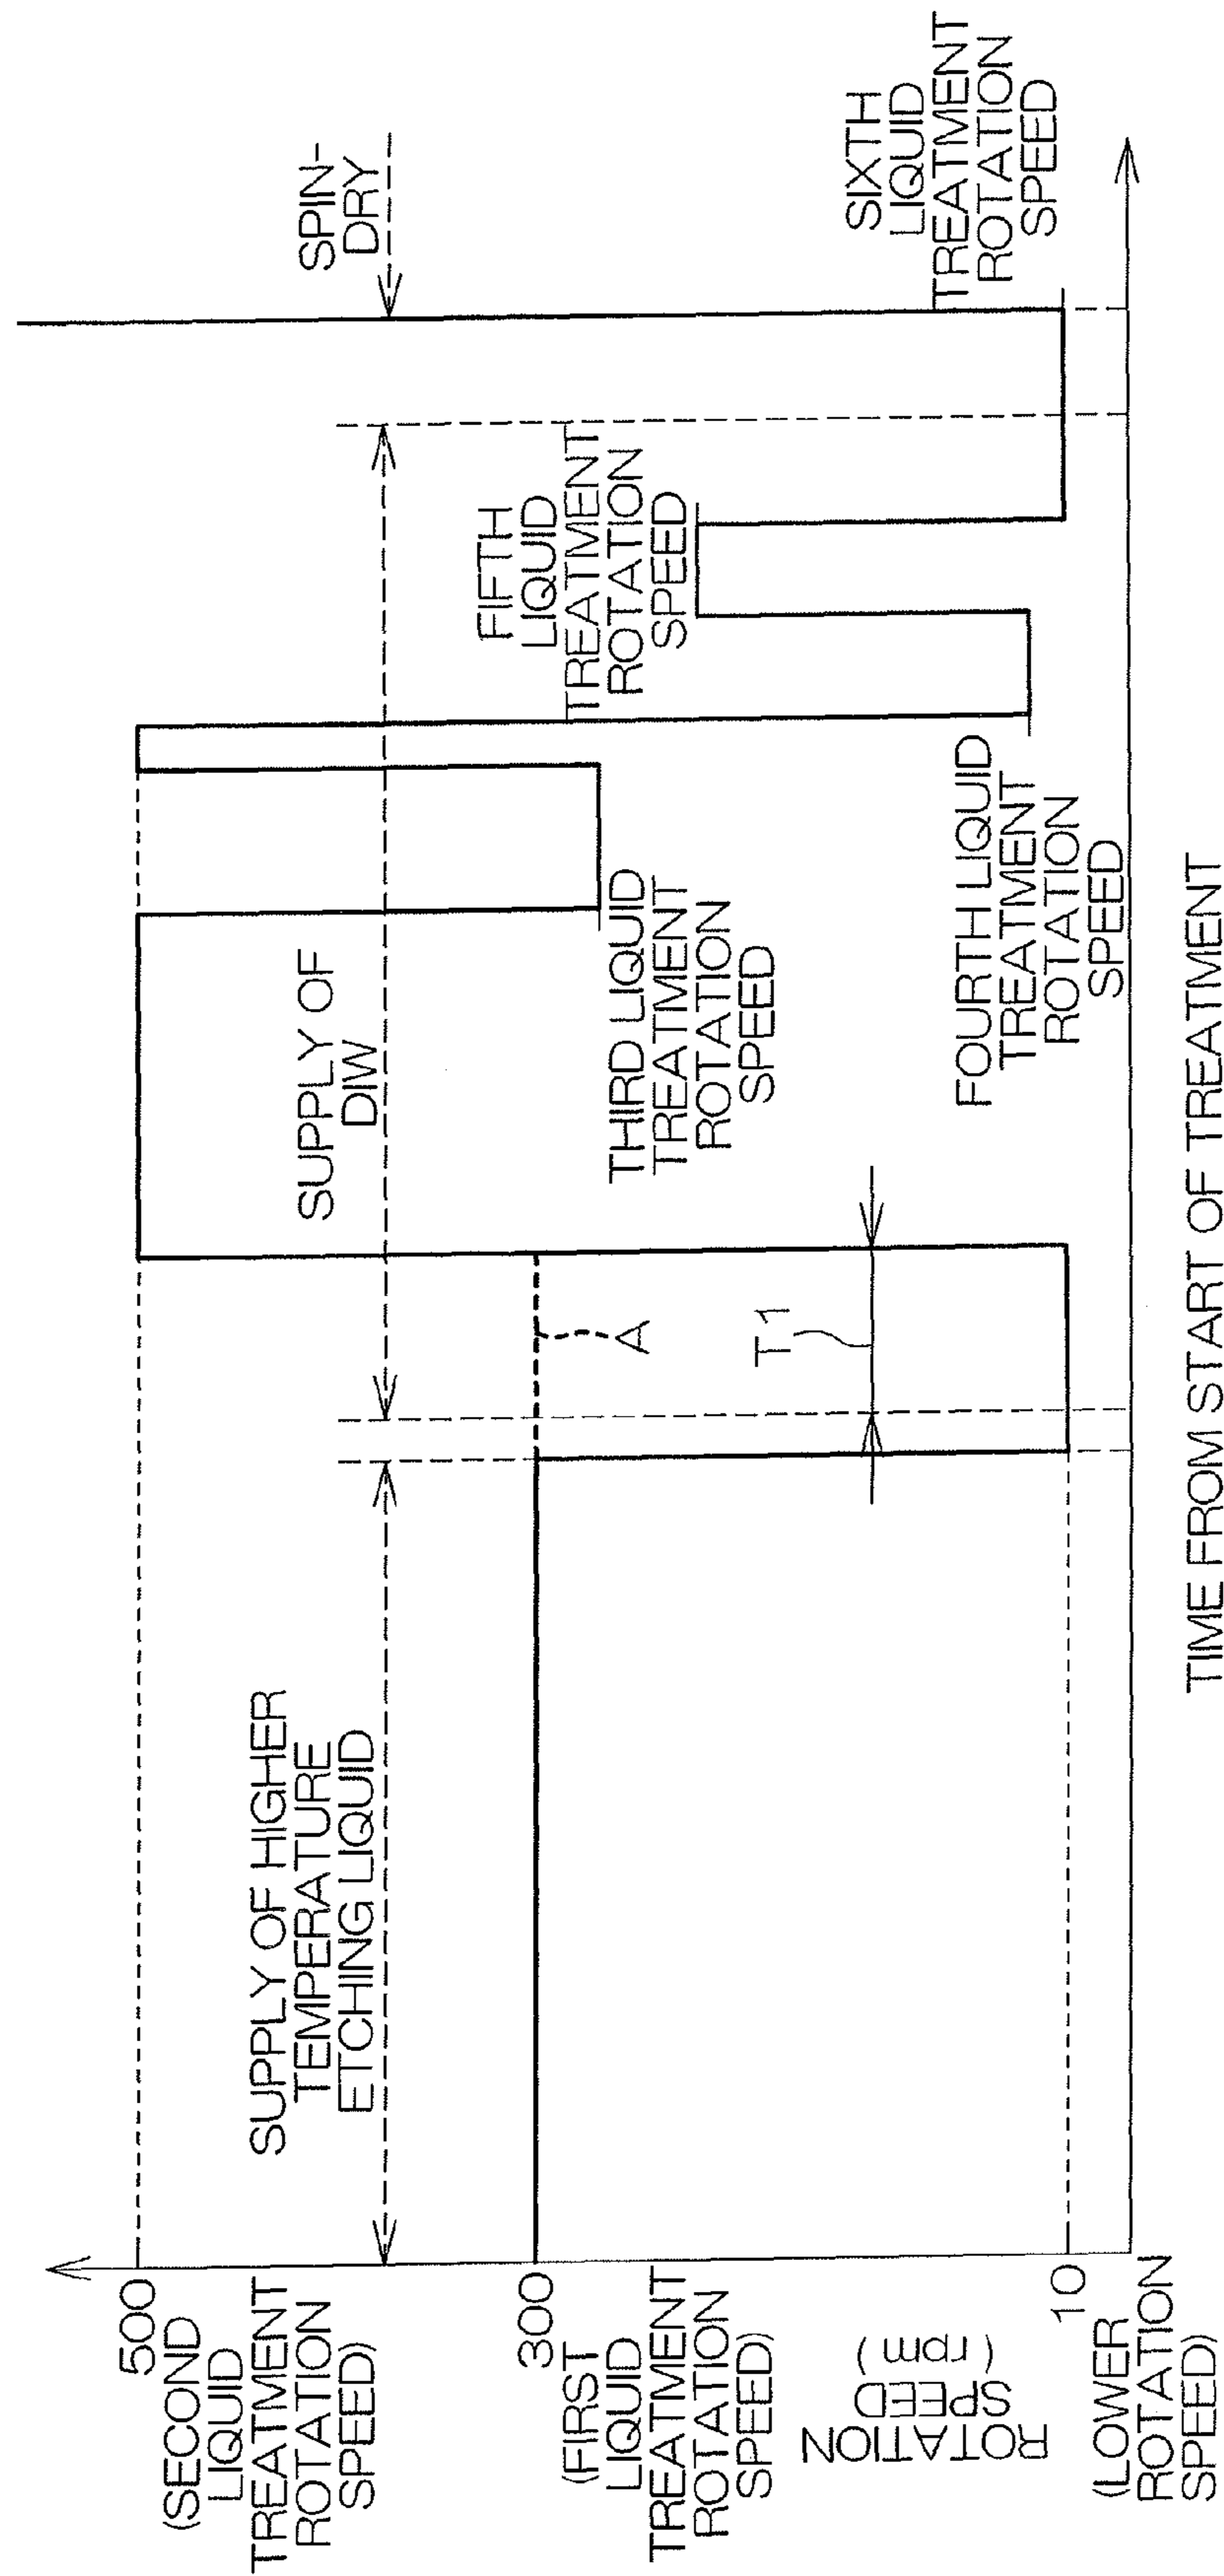 500
(SECOND
LIQUID
TREATMENT
ROTATION
SPEED)
300
(FIRST
LIQUID
TREATMENT
ROTATION
SPEED)
ROTATION
SPEED
(rpm)
10
(LOWER
ROTATION
SPEED)
SUPPLY OF HIGHER
TEMPERATURE
ETCHING LIQUID
A
T1
SUPPLY OF
DIW
THIRD LIQUID
TREATMENT
ROTATION
SPEED
FOURTH LIQUID
TREATMENT
ROTATION
SPEED
FIFTH
LIQUID
TREATMENT
ROTATION
SPEED
SPIN-
DRY
SIXTH
LIQUID
TREATMENT
ROTATION
SPEED
TIME FROM START OF TREATMENT